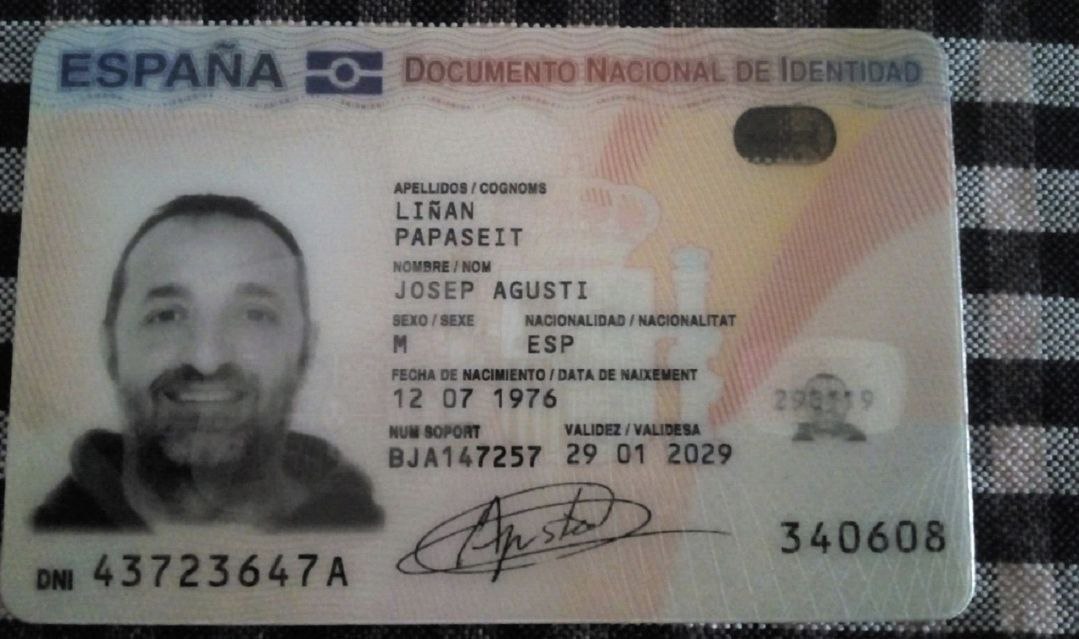 ESPAÑA DOCUMENTO NACIONAL DE IDENTIDAD
APELLIDOS / COGNOMS
LIÑAN
PAPASEIT
NOMBRE / NOM
JOSEP AGUSTI
SEXO / SEXE NACIONALIDAD / NACIONALITAT
M ESP
FECHA DE NACIMIENTO / DATA DE NAIXEMENT
12 07 1976
NUM SOPORT VALIDEZ / VALIDESA
BJA147257 29 01 2029
340608
DNI 43723647A